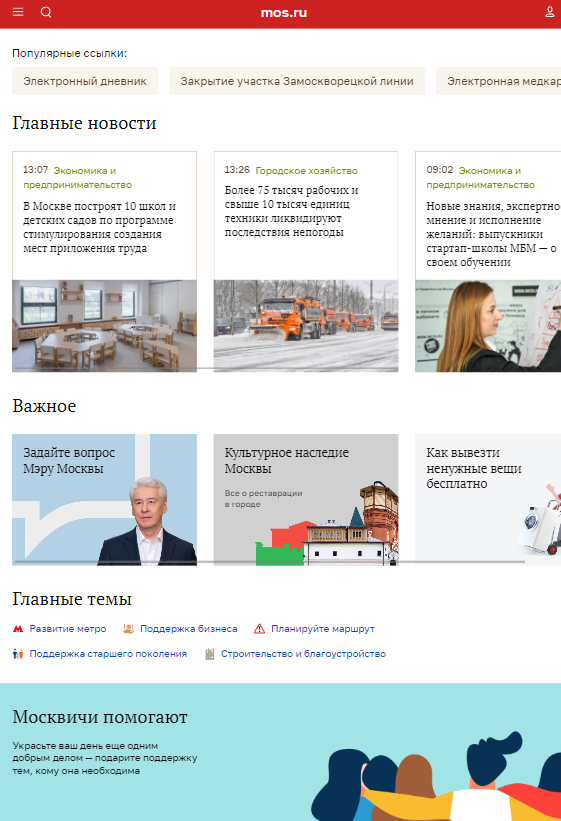 mos.ru
Популярные ссылки:
Электронный дневник
Закрытие участка Замоскворецкой линии
Электронная медкар
Главные новости
13:07 Экономика и
предпринимательство
В Москве построят 10 школ и
детских садов по программе
стимулирования создания
мест приложения труда
13:26 Городское хозяйство
Более 75 тысяч рабочих и
свыше 10 тысяч единиц
техники ликвидируют
последствия непогоды
09:02 Экономика и
предпринимательство
Новые знания, экспертно
мнение и исполнение
желаний: выпускники
стартап-школы МБМ — о
своем обучении
Важное
Задайте вопрос
Мэру Москвы
Культурное наследие
Москвы
Все о реставрации
в городе
Как вывезти
ненужные вещи
бесплатно
Главные темы
Развитие метро
Поддержка бизнеса
Планируйте маршрут
Поддержка старшего поколения
Строительство и благоустройство
Москвичи помогают
Украсьте ваш день еще одним
добрым делом — подарите поддержку
тем, кому она необходима